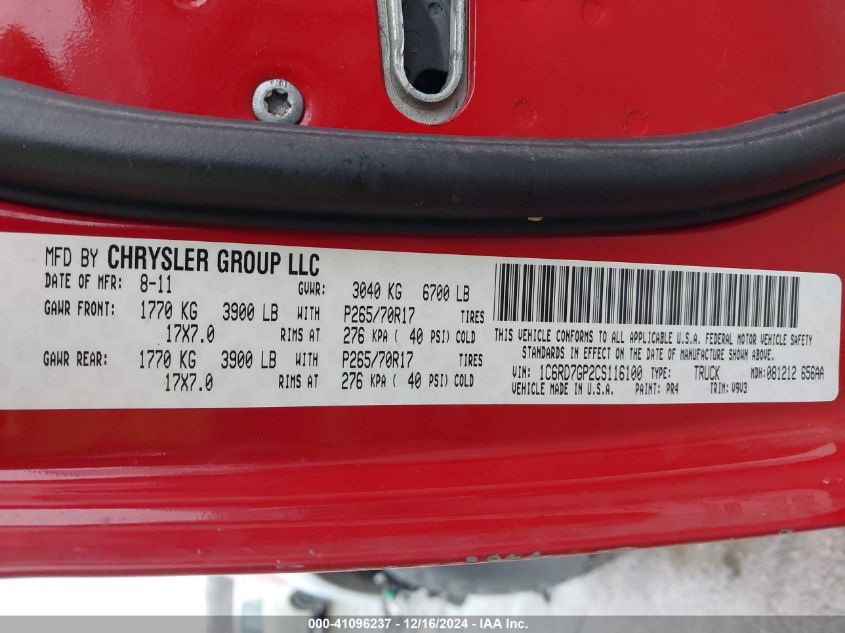 MFD BY CHRYSLER GROUP LLC
DATE OF MFR: 8-11 GVWR: 3040 KG 6700 LB
GAWR FRONT: 1770 KG 3900 LB WITH P265/70R17 TIRES
17X7.0 RIMS AT 276 KPA ( 40 PSI) COLD
GAWR REAR: 1770 KG 3900 LB WITH P265/70R17 TIRES
17X7.0 RIMS AT 276 KPA ( 40 PSI) COLD
THIS VEHICLE CONFORMS TO ALL APPLICABLE U.S.A. FEDERAL MOTOR VEHICLE SAFETY
STANDARDS IN EFFECT ON THE DATE OF MANUFACTURE SHOWN ABOVE.
VIN: 1C6RD7GP2CS116100 TYPE: TRUCK MDH: 081212 656AA
VEHICLE MADE IN U.S.A. PAINT: PR4 TRIM: V9V3
000-41096237 - 12/16/2024 - IAA Inc.